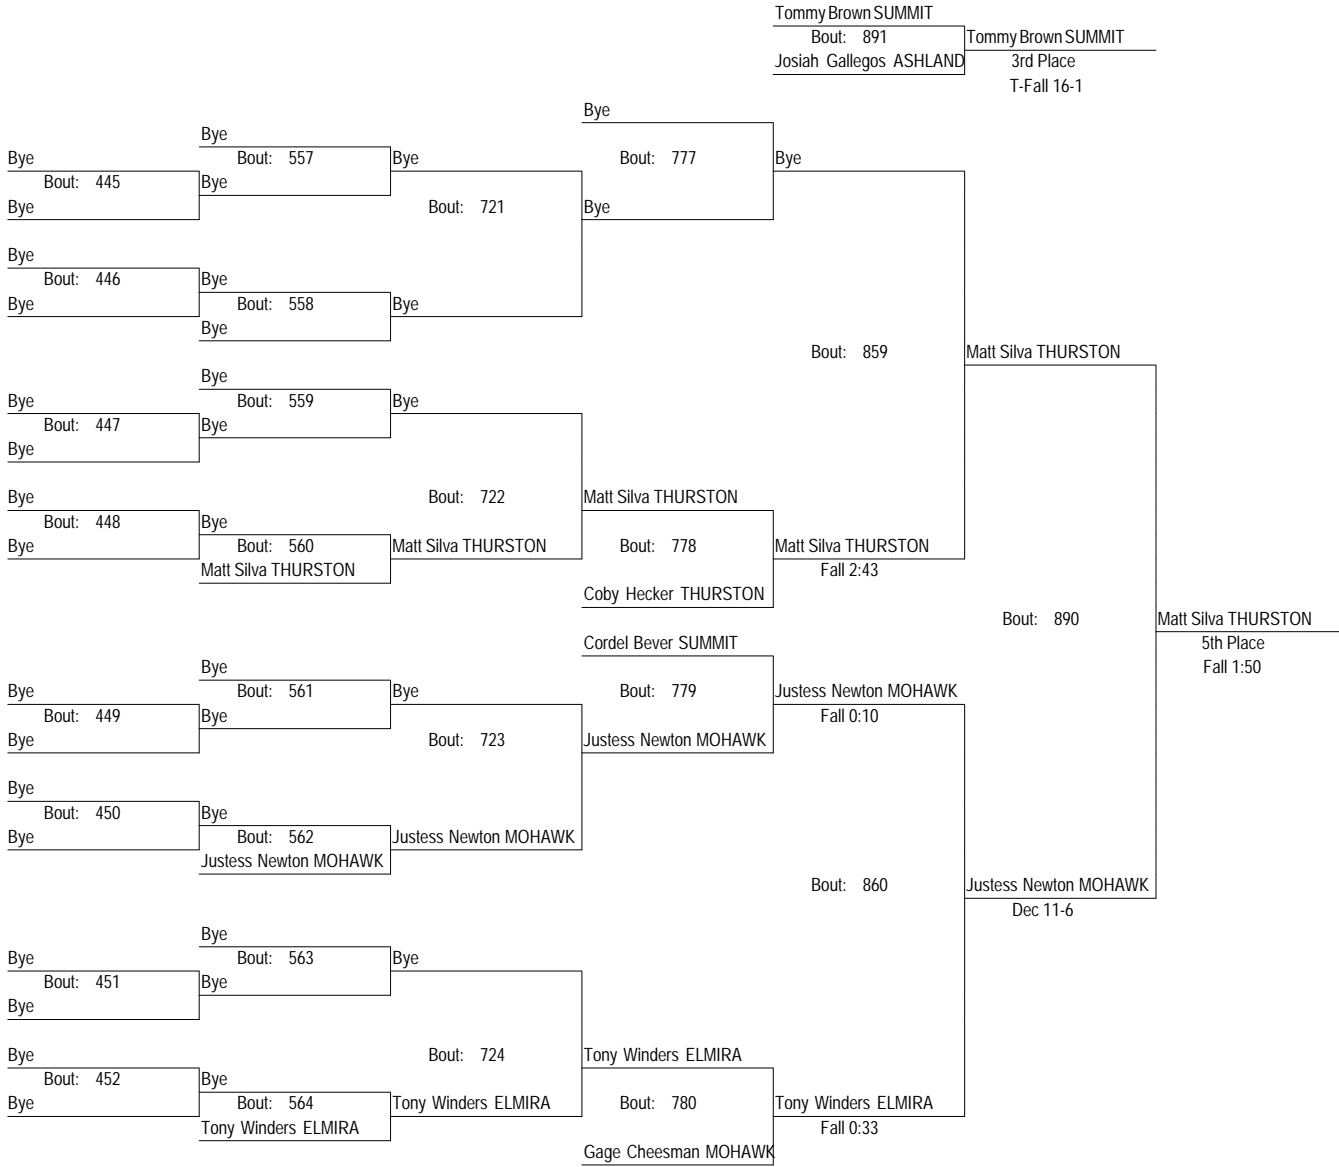 Tommy Brown SUMMIT
Bout: 891
Tommy Brown SUMMIT
Josiah Gallegos ASHLAND
3rd Place
T-Fall 16-1
Bye
Bye
Bye
Bout: 557
Bye
Bout: 777
Bye
Bout: 445
Bye
Bye
Bout: 721
Bye
Bye
Bout: 446
Bye
Bye
Bout: 558
Bye
Bye
Bout: 859
Matt Silva THURSTON
Bye
Bye
Bout: 559
Bye
Bout: 447
Bye
Bye
Bye
Bout: 722
Matt Silva THURSTON
Bout: 448
Bye
Bye
Bout: 560
Matt Silva THURSTON
Bout: 778
Matt Silva THURSTON
Matt Silva THURSTON
Fall 2:43
Coby Hecker THURSTON
Bout: 890
Matt Silva THURSTON
Cordel Bever SUMMIT
5th Place
Bye
Fall 1:50
Bye
Bout: 561
Bye
Bout: 779
Justess Newton MOHAWK
Bout: 449
Bye
Fall 0:10
Bye
Bout: 723
Justess Newton MOHAWK
Bye
Bout: 450
Bye
Bye
Bout: 562
Justess Newton MOHAWK
Justess Newton MOHAWK
Bout: 860
Justess Newton MOHAWK
Dec 11-6
Bye
Bye
Bout: 563
Bye
Bout: 451
Bye
Bye
Bye
Bout: 724
Tony Winders ELMIRA
Bout: 452
Bye
Bye
Bout: 564
Tony Winders ELMIRA
Bout: 780
Tony Winders ELMIRA
Tony Winders ELMIRA
Fall 0:33
Gage Cheesman MOHAWK